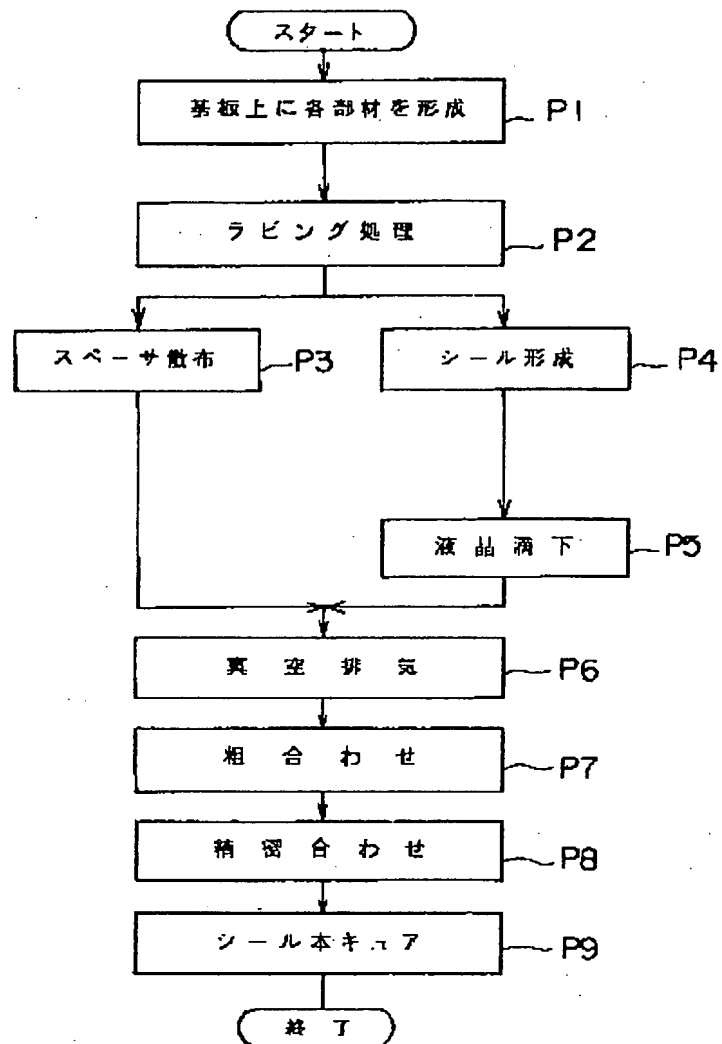 スタート
基板上に各部材を形成 P1
ラビング処理 P2
スペーサ散布 P3
シール形成 P4
液晶滴下 P5
真空排気 P6
粗合わせ P7
精密合わせ P8
シール本キュア P9
終了